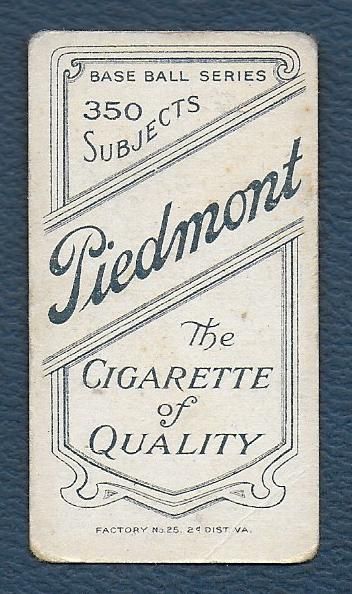 BASE BALL SERIES
350
SUBJECTS
Piedmont
The
CIGARETTE
of
QUALITY
FACTORY No. 25, 2d DIST. VA.